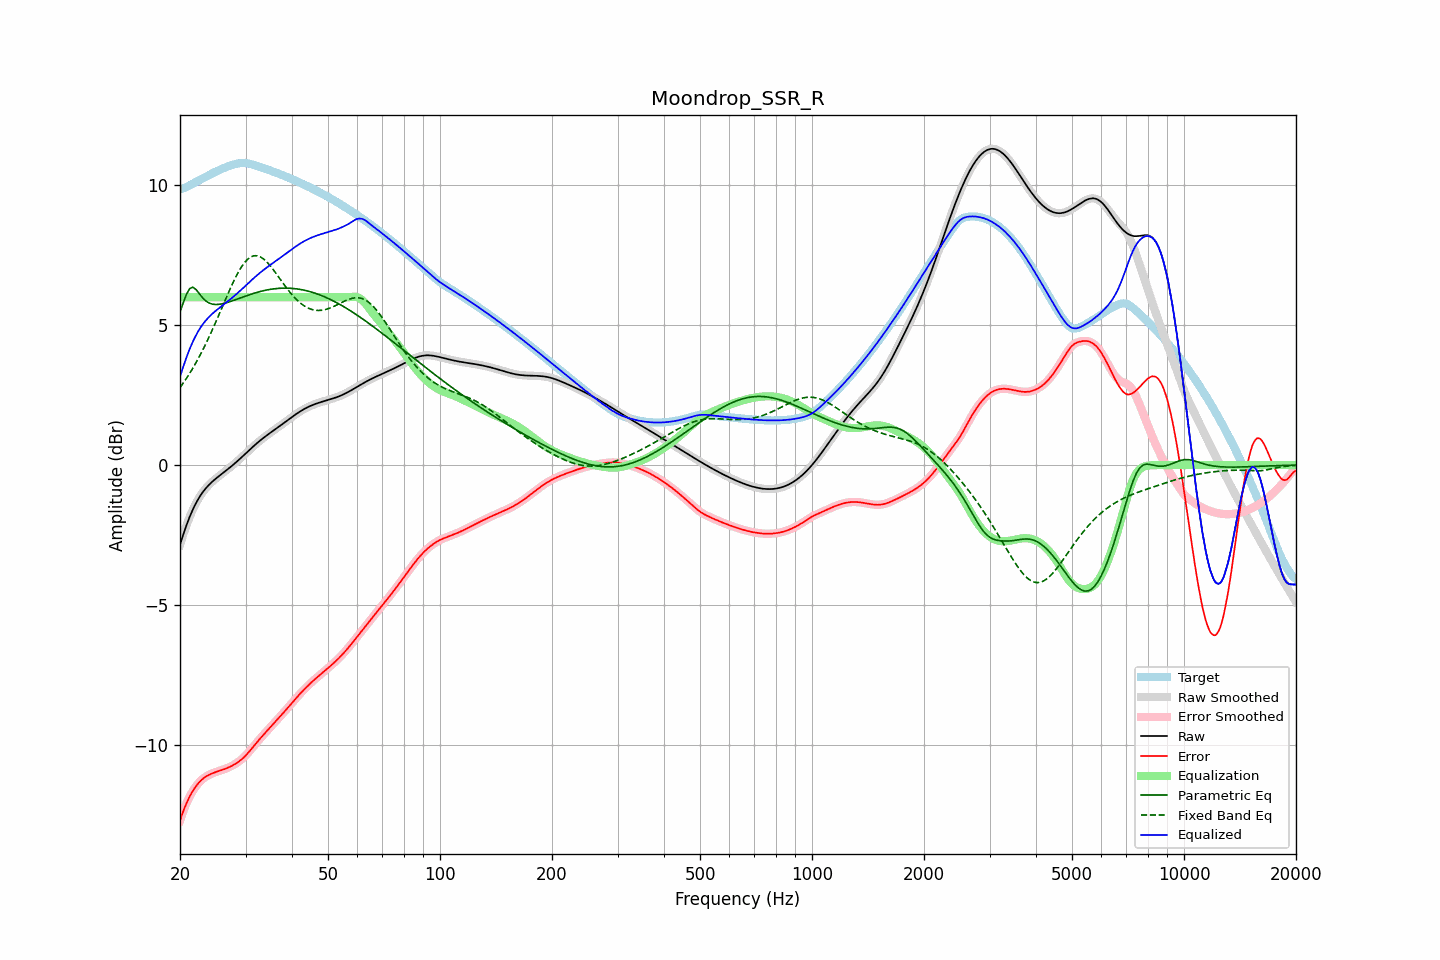 Moondrop_SSR_R
Amplitude (dBr)
10
5
0
−5
−10
20
50
100
200
500
1000
2000
5000
10000
20000
Frequency (Hz)
Target
Raw Smoothed
Error Smoothed
Raw
Error
Equalization
Parametric Eq
Fixed Band Eq
Equalized